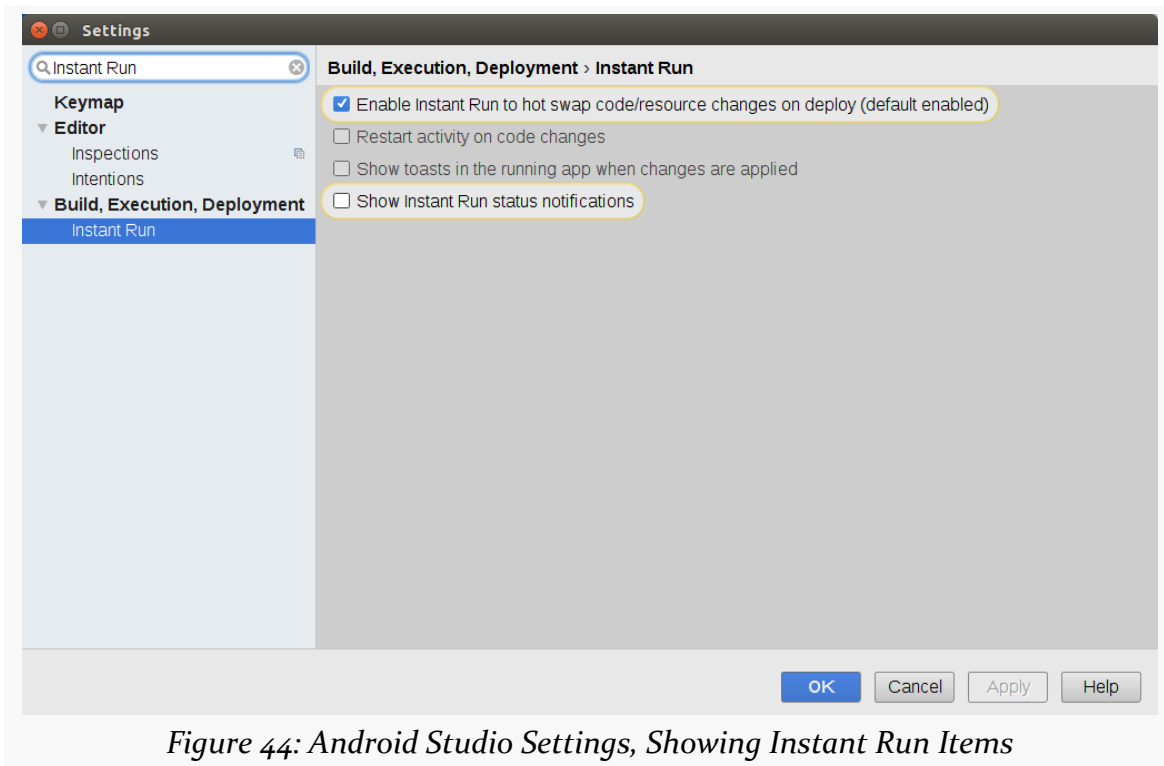 Settings
Instant Run
Keymap
Editor
Inspections
Intentions
Build, Execution, Deployment
Instant Run
Build, Execution, Deployment › Instant Run
Enable Instant Run to hot swap code/resource changes on deploy (default enabled)
Restart activity on code changes
Show toasts in the running app when changes are applied
Show Instant Run status notifications
OK Cancel Apply Help
Figure 44: Android Studio Settings, Showing Instant Run Items